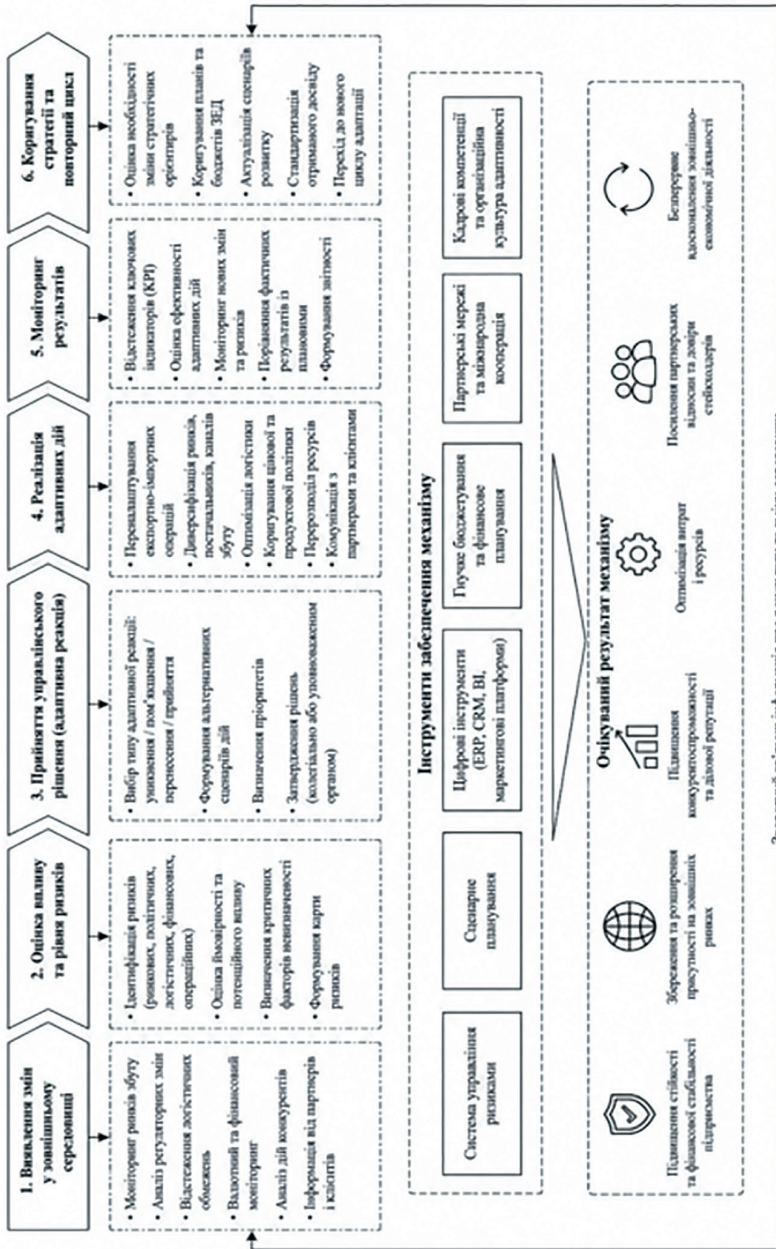 1. Виявлення змін
у зовнішньому
середовищі
2. Оцінка впливу
та рівня ризиків
3. Прийняття управлінського
рішення (адаптивна реакція)
4. Реалізація
адаптивних дій
5. Моніторинг
результатів
6. Коригування
стратегії та
повторний цикл
• Моніторинг ринків збуту
• Аналіз регуляторних змін
• Відстеження логістичних
обмежень
• Валютний та фінансовий
моніторинг
• Аналіз дій конкурентів
• Інформація від партнерів
і клієнтів
• Ідентифікація ризиків
(ринкових, політичних,
логістичних, фінансових,
операційних)
• Оцінка ймовірності та
потенційного впливу
• Визначення критичних
факторів невизначеності
• Формування карти
ризиків
• Вибір типу адаптивної реакції:
уникнення / пом'якшення /
перенесення / прийняття
• Формування альтернативних
сценаріїв дій
• Визначення пріоритетів
• Затвердження рішень
(колегіально або уповноваженим
органом)
• Переналаштування
експортно-імпортних
операцій
• Диверсифікація ринків,
постачальників, каналів
збуту
• Оптимізація логістики
• Коригування цінової та
продуктової політики
• Перерозподіл ресурсів
• Комунікація з
партнерами та клієнтами
• Відстеження ключових
індикаторів (KPI)
• Оцінка ефективності
адаптивних дій
• Моніторинг нових змін
та ризиків
• Порівняння фактичних
результатів із
плановими
• Формування звітності
• Оцінка необхідності
зміни стратегічних
орієнтирів
• Коригування планів та
бюджетів ЗЕД
• Актуалізація сценаріїв
розвитку
• Стандартизація
отриманого досвіду
• Перехід до нового
циклу адаптації
Інструменти забезпечення механізму
Система управління
ризиками
Сценарне
планування
Цифрові інструменти
(ERP, CRM, BI,
маркетингові платформи)
Гнучке бюджетування
та фінансове
планування
Партнерські мережі
та міжнародна
кооперація
Кадрові компетенції
та організаційна
культура адаптивності
Очікуваний результат механізму
Підвищення стійкості
та фінансової стабільності
підприємства
Збереження та розширення
присутності на зовнішніх
ринках
Підвищення
конкурентоспроможності
та ділової репутації
Оптимізація витрат
і ресурсів
Посилення партнерських
відносин та довіри
стейкхолдерів
Безперервне
вдосконалення зовнішньо-
економічної діяльності